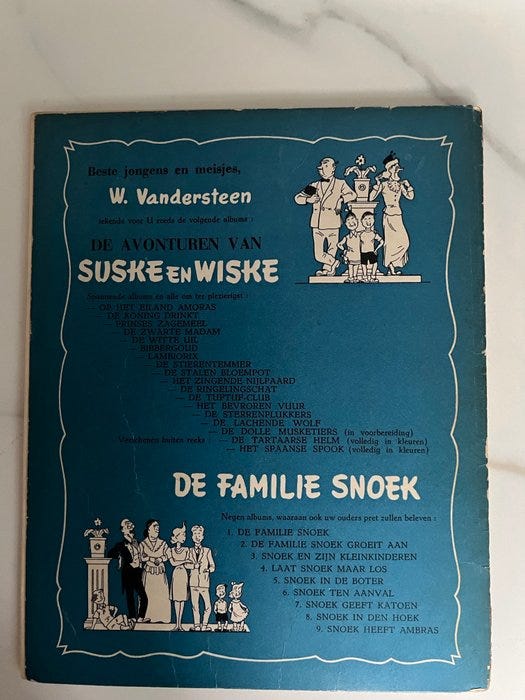 Beste jongens en meisjes,
W. Vandersteen
tekende voor U reeds de volgende albums :
DE AVONTUREN VAN
SUSKE EN WISKE
Spannende albums en alle om ter plezierigst :
— OP HET EILAND AMORAS
— DE KONING DRINKT
— PRINSES ZAGEMEEL
— DE ZWARTE MADAM
— DE WITTE UIL
— BIBBERGOUD
— LAMBORIX
— DE STIERENTEMMER
— DE STALEN BLOEMPOT
— HET ZINGENDE NIJLPAARD
— DE RINGELINGSCHAT
— DE TUFTUF-CLUB
— HET BEVROREN VUUR
— DE STERRENPLUKKERS
— DE LACHENDE WOLF
— DE DOLLE MUSKETIERS (in voorbereiding)
Verschenen buiten reeks : — DE TARTAARSE HELM (volledig in kleuren)
— HET SPAANSE SPOOK (volledig in kleuren)
DE FAMILIE SNOEK
Negen albums, waaraan ook uw ouders pret zullen beleven :
1. DE FAMILIE SNOEK
2. DE FAMILIE SNOEK GROEIT AAN
3. SNOEK EN ZIJN KLEINKINDEREN
4. LAAT SNOEK MAAR LOS
5. SNOEK IN DE BOTER
6. SNOEK TEN AANVAL
7. SNOEK GEEFT KATOEN
8. SNOEK IN DEN HOEK
9. SNOEK HEEFT AMBRAS